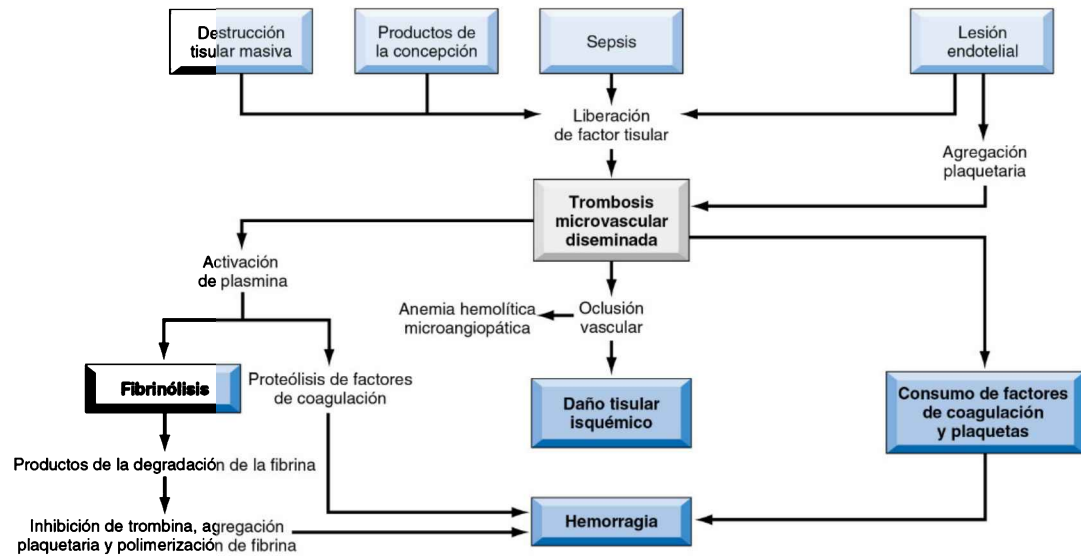 Destrucción
tisular masiva
Productos de
la concepción
Sepsis
Lesión
endotelial
Liberación
de factor tisular
Agregación
plaquetaria
Trombosis
microvascular
diseminada
Activación
de plasmina
Anemia hemolítica
microangiopática
Oclusión
vascular
Fibrinólisis
Proteólisis de factores
de coagulación
Daño tisular
isquémico
Consumo de factores
de coagulación
y plaquetas
Productos de la degradación de la fibrina
Inhibición de trombina, agregación
plaquetaria y polimerización de fibrina
Hemorragia